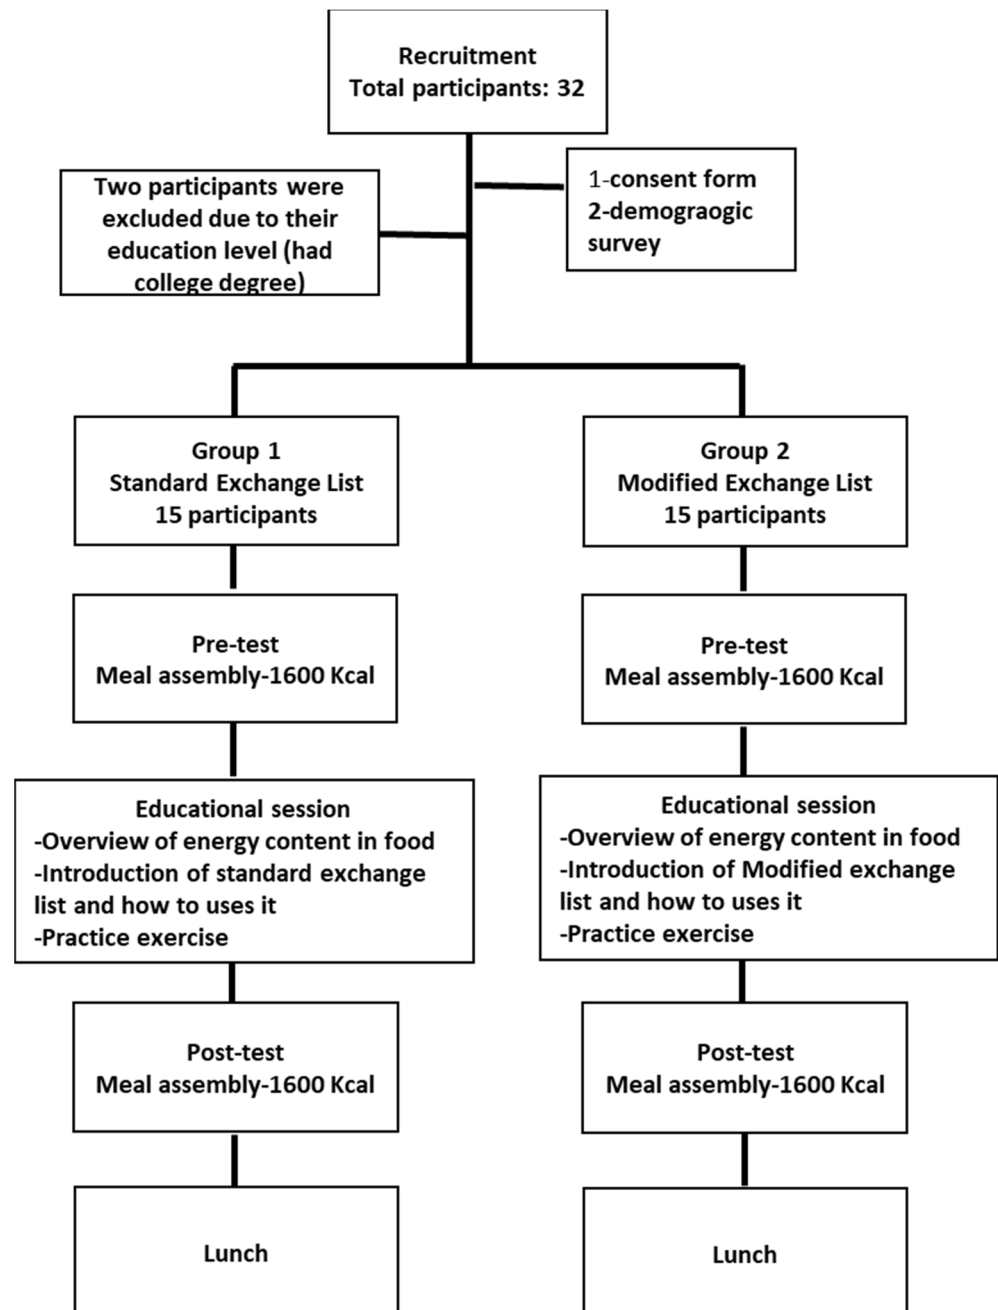 Recruitment
Total participants: 32
Two participants were
excluded due to their
education level (had
college degree)
1-consent form
2-demograogic
survey
Group 1
Standard Exchange List
15 participants
Group 2
Modified Exchange List
15 participants
Pre-test
Meal assembly-1600 Kcal
Pre-test
Meal assembly-1600 Kcal
Educational session
-Overview of energy content in food
-Introduction of standard exchange
list and how to uses it
-Practice exercise
Educational session
-Overview of energy content in food
-Introduction of Modified exchange
list and how to uses it
-Practice exercise
Post-test
Meal assembly-1600 Kcal
Post-test
Meal assembly-1600 Kcal
Lunch
Lunch